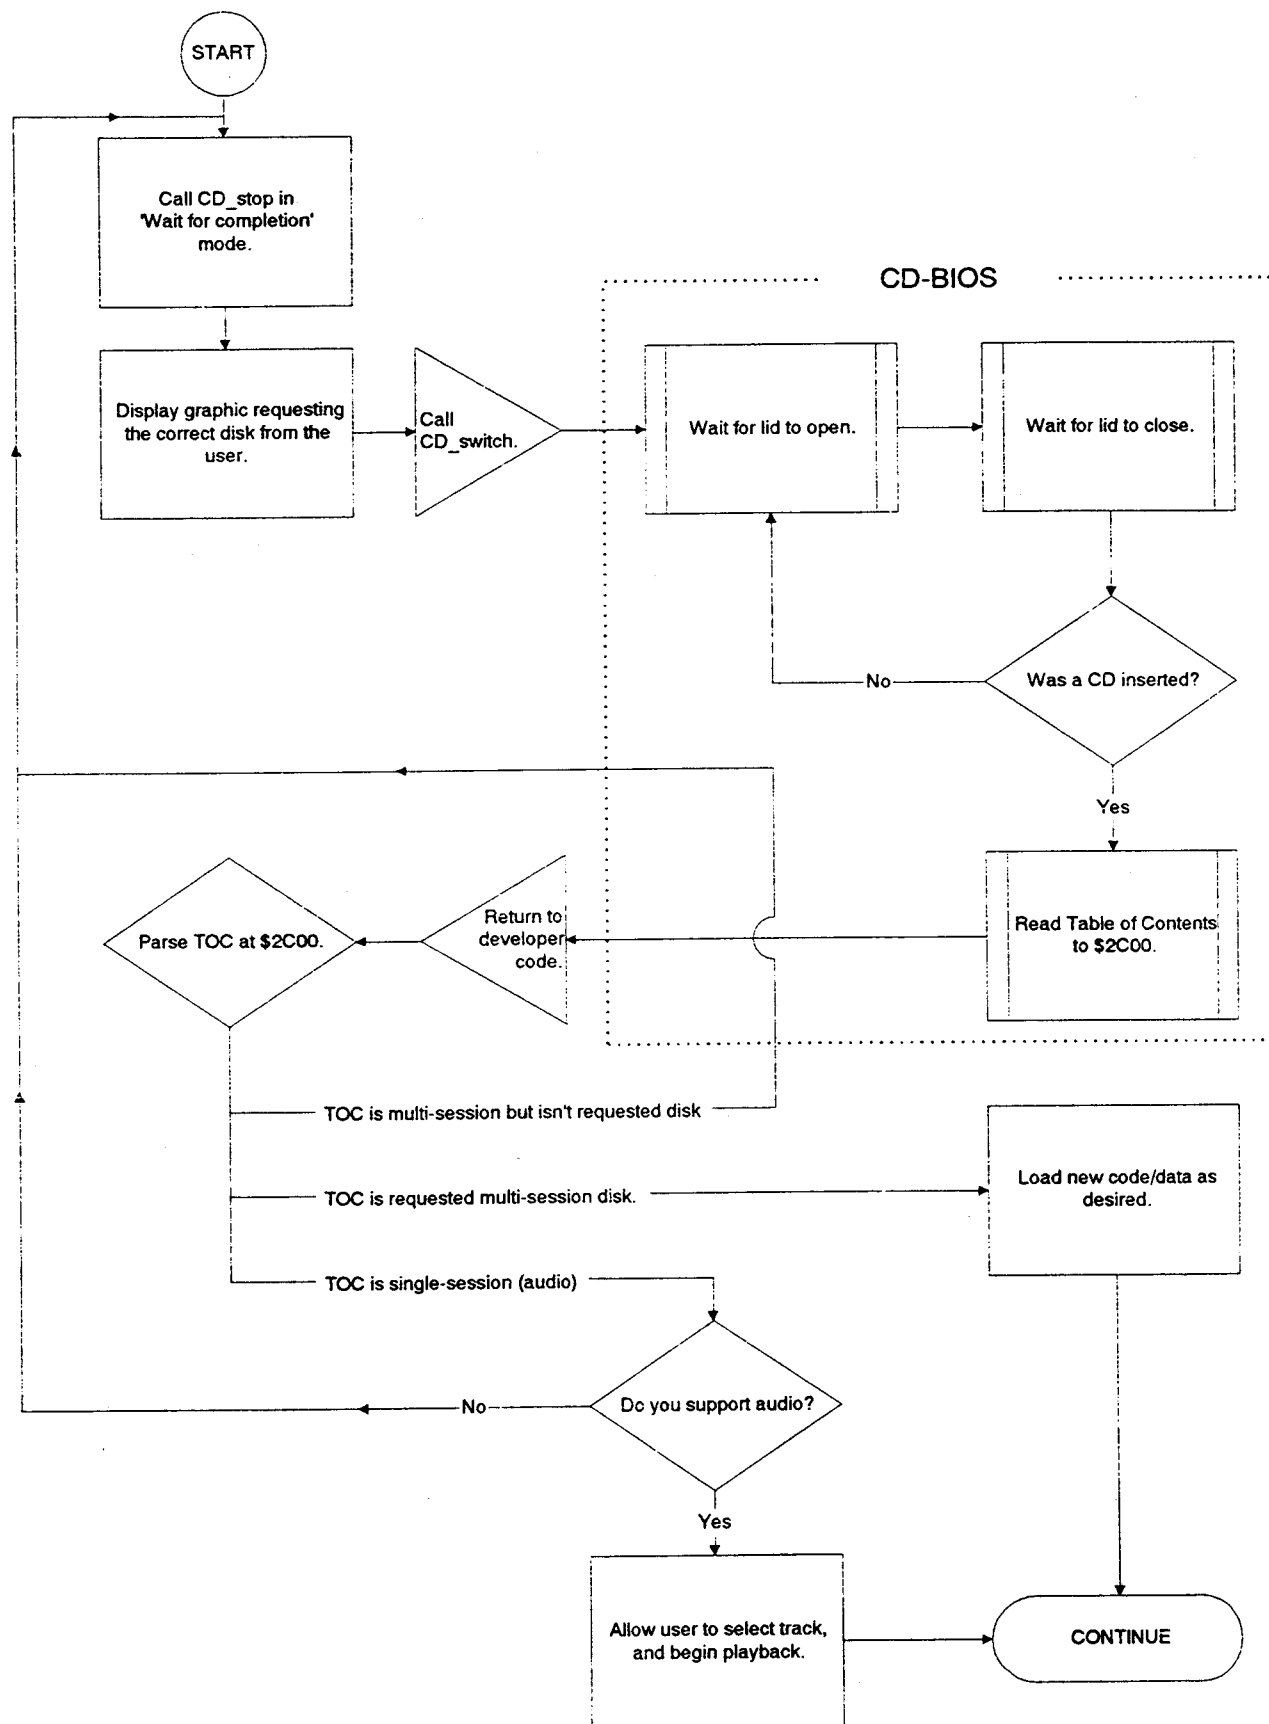 START
Call CD_stop in
'Wait for completion'
mode.
CD-BIOS
Display graphic requesting
the correct disk from the
user.
Call
CD_switch.
Wait for lid to open.
Wait for lid to close.
Was a CD inserted?
No
Yes
Read Table of Contents
to $2C00.
Return to
developer
code.
Parse TOC at $2C00.
TOC is multi-session but isn't requested disk
TOC is requested multi-session disk.
Load new code/data as
desired.
TOC is single-session (audio)
Do you support audio?
No
Yes
Allow user to select track,
and begin playback.
CONTINUE